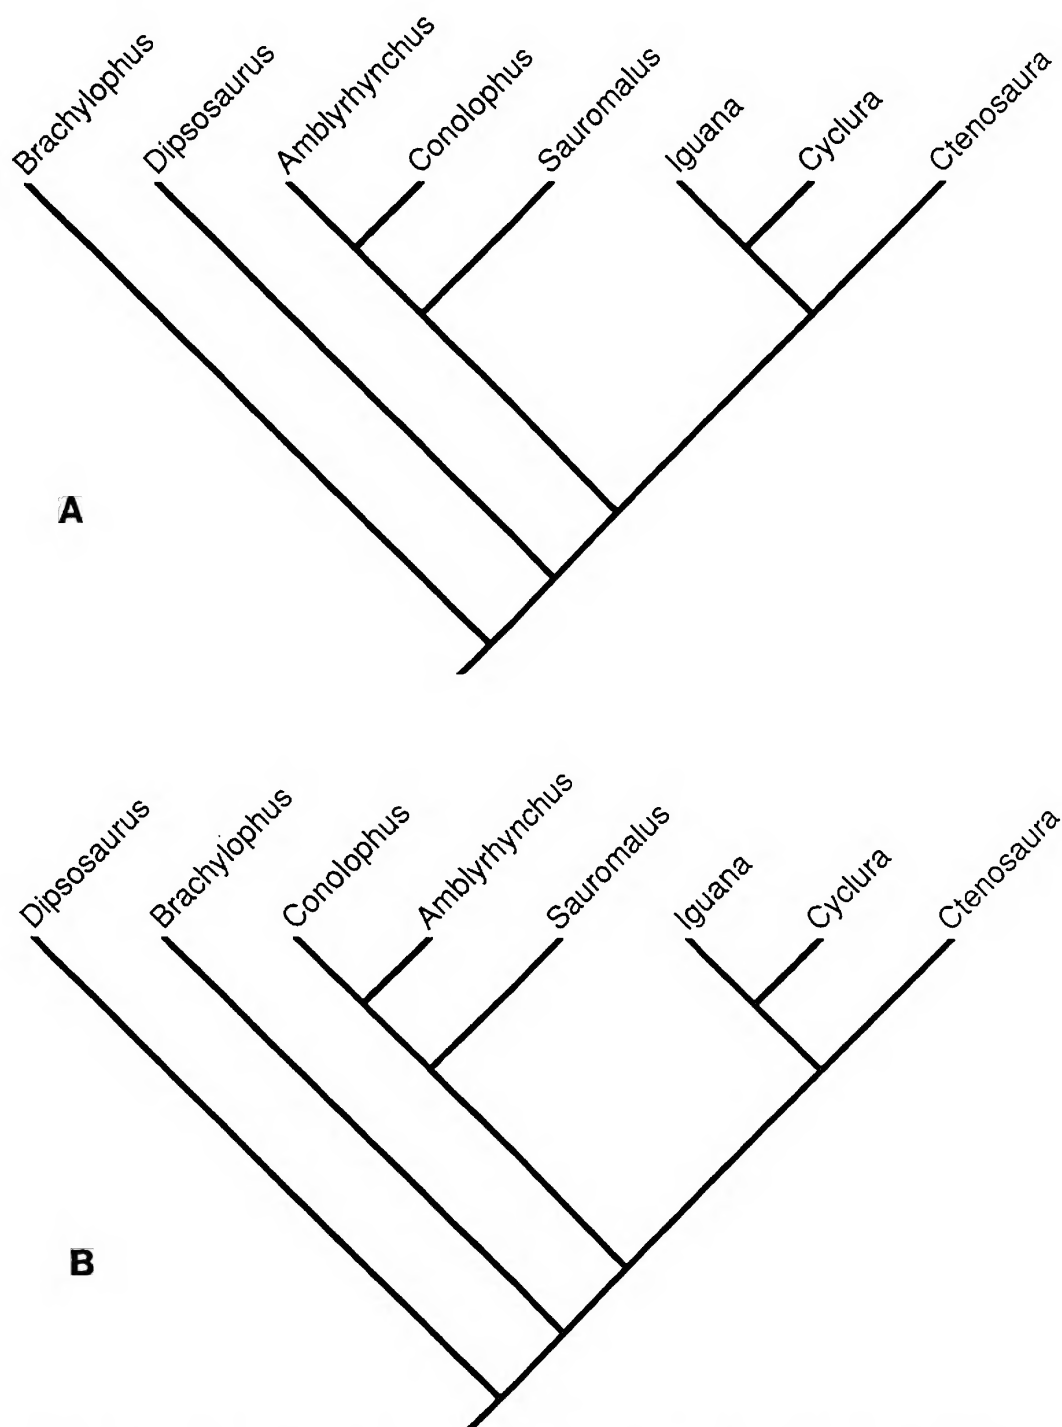 Brachylophus
Dipsosaurus
Amblyrhynchus
Conolophus
Sauromalus
Iguana
Cyclura
Ctenosaura
A
Dipsosaurus
Brachylophus
Conolophus
Amblyrhynchus
Sauromalus
Iguana
Cyclura
Ctenosaura
B